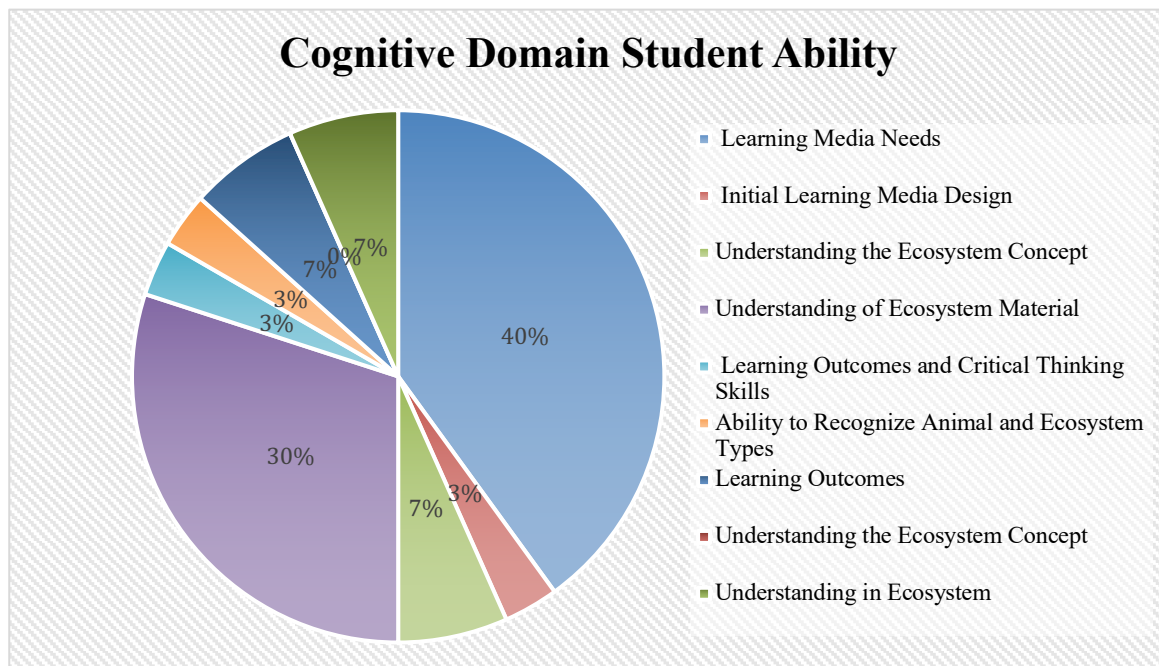 Cognitive Domain Student Ability
40%
3%
7%
30%
3%
3%
7%
0%
7%
Learning Media Needs
Initial Learning Media Design
Understanding the Ecosystem Concept
Understanding of Ecosystem Material
Learning Outcomes and Critical Thinking
Skills
Ability to Recognize Animal and Ecosystem
Types
Learning Outcomes
Understanding the Ecosystem Concept
Understanding in Ecosystem